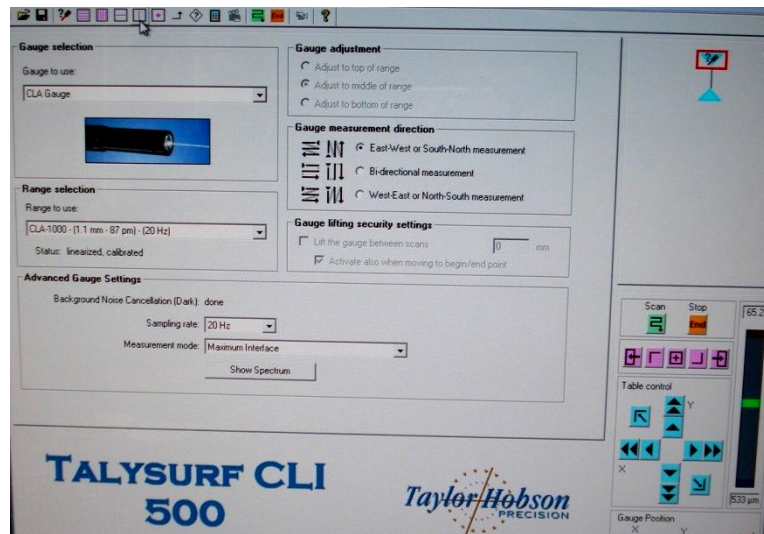 Gauge selection
Gauge to use:
CLA Gauge
Range selection
Range to use:
CLA-1000 - (1.1 mm - 87 pm) - (20 Hz)
Status: linearized, calibrated
Gauge adjustment
Adjust to top of range
Adjust to middle of range
Adjust to bottom of range
Gauge measurement direction
East-West or South-North measurement
Bi-directional measurement
West-East or North-South measurement
Gauge lifting security settings
Lift the gauge between scans 0 mm
Activate also when moving to begin/end point
Advanced Gauge Settings
Background Noise Cancellation (Dark): done
Sampling rate: 20 Hz
Measurement mode: Maximum Interface
Show Spectrum
TALYSURF CLI
500
Taylor Hobson
PRECISION
Scan Stop
End
65.2
Table control
Y
X
533 µm
Gauge Position
X Y